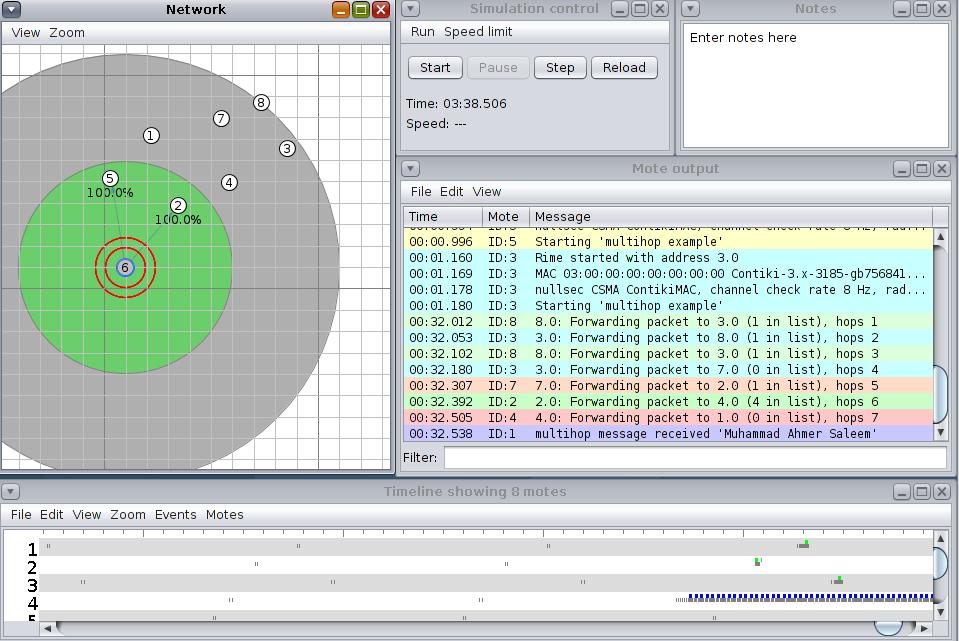 Network
View Zoom
8
7
1
3
5
4
100.0%
2
100.0%
6
Simulation control
Run Speed limit
Start Pause Step Reload
Time: 03:38.506
Speed: ---
Notes
Enter notes here
Mote output
File Edit View
Time Mote Message
00:00.996 ID:5 Starting 'multihop example'
00:01.160 ID:3 Rime started with address 3.0
00:01.169 ID:3 MAC 03:00:00:00:00:00:00:00 Contiki-3.x-3185-gb756841...
00:01.178 ID:3 nullsec CSMA ContikiMAC, channel check rate 8 Hz, rad...
00:01.180 ID:3 Starting 'multihop example'
00:32.012 ID:8 8.0: Forwarding packet to 3.0 (1 in list), hops 1
00:32.053 ID:3 3.0: Forwarding packet to 8.0 (1 in list), hops 2
00:32.102 ID:8 8.0: Forwarding packet to 3.0 (1 in list), hops 3
00:32.180 ID:3 3.0: Forwarding packet to 7.0 (0 in list), hops 4
00:32.307 ID:7 7.0: Forwarding packet to 2.0 (1 in list), hops 5
00:32.392 ID:2 2.0: Forwarding packet to 4.0 (4 in list), hops 6
00:32.505 ID:4 4.0: Forwarding packet to 1.0 (0 in list), hops 7
00:32.538 ID:1 multihop message received 'Muhammad Ahmer Saleem'
Filter:
Timeline showing 8 motes
File Edit View Zoom Events Motes
1
2
3
4
5